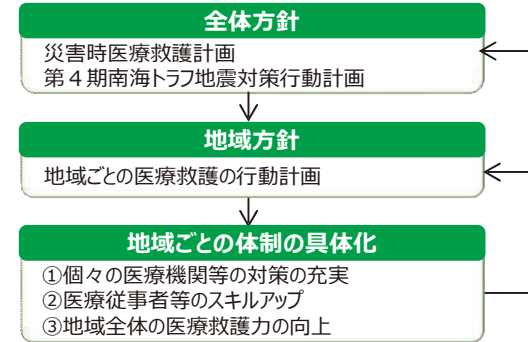 全体方針
災害時医療救護計画
第4期南海トラフ地震対策行動計画
地域方針
地域ごとの医療救護の行動計画
地域ごとの体制の具体化
①個々の医療機関等の対策の充実
②医療従事者等のスキルアップ
③地域全体の医療救護力の向上